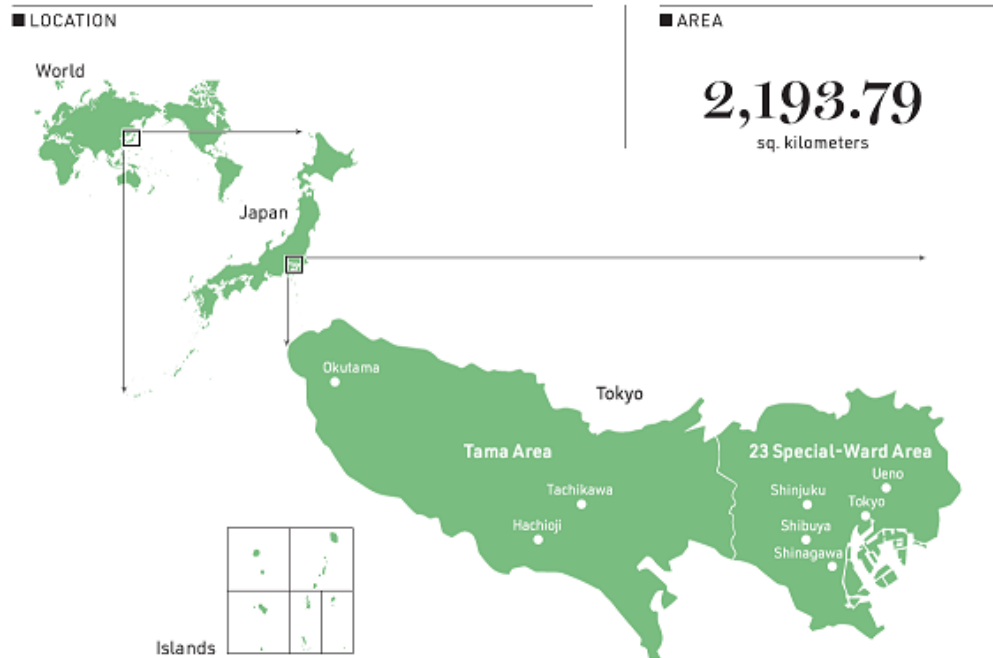 LOCATION
World
Japan
AREA
2,193.79
sq. kilometers
Okutama
Tokyo
Tama Area
23 Special-Ward Area
Ueno
Tachikawa
Shinjuku
Tokyo
Hachioji
Shibuya
Shinagawa
Islands